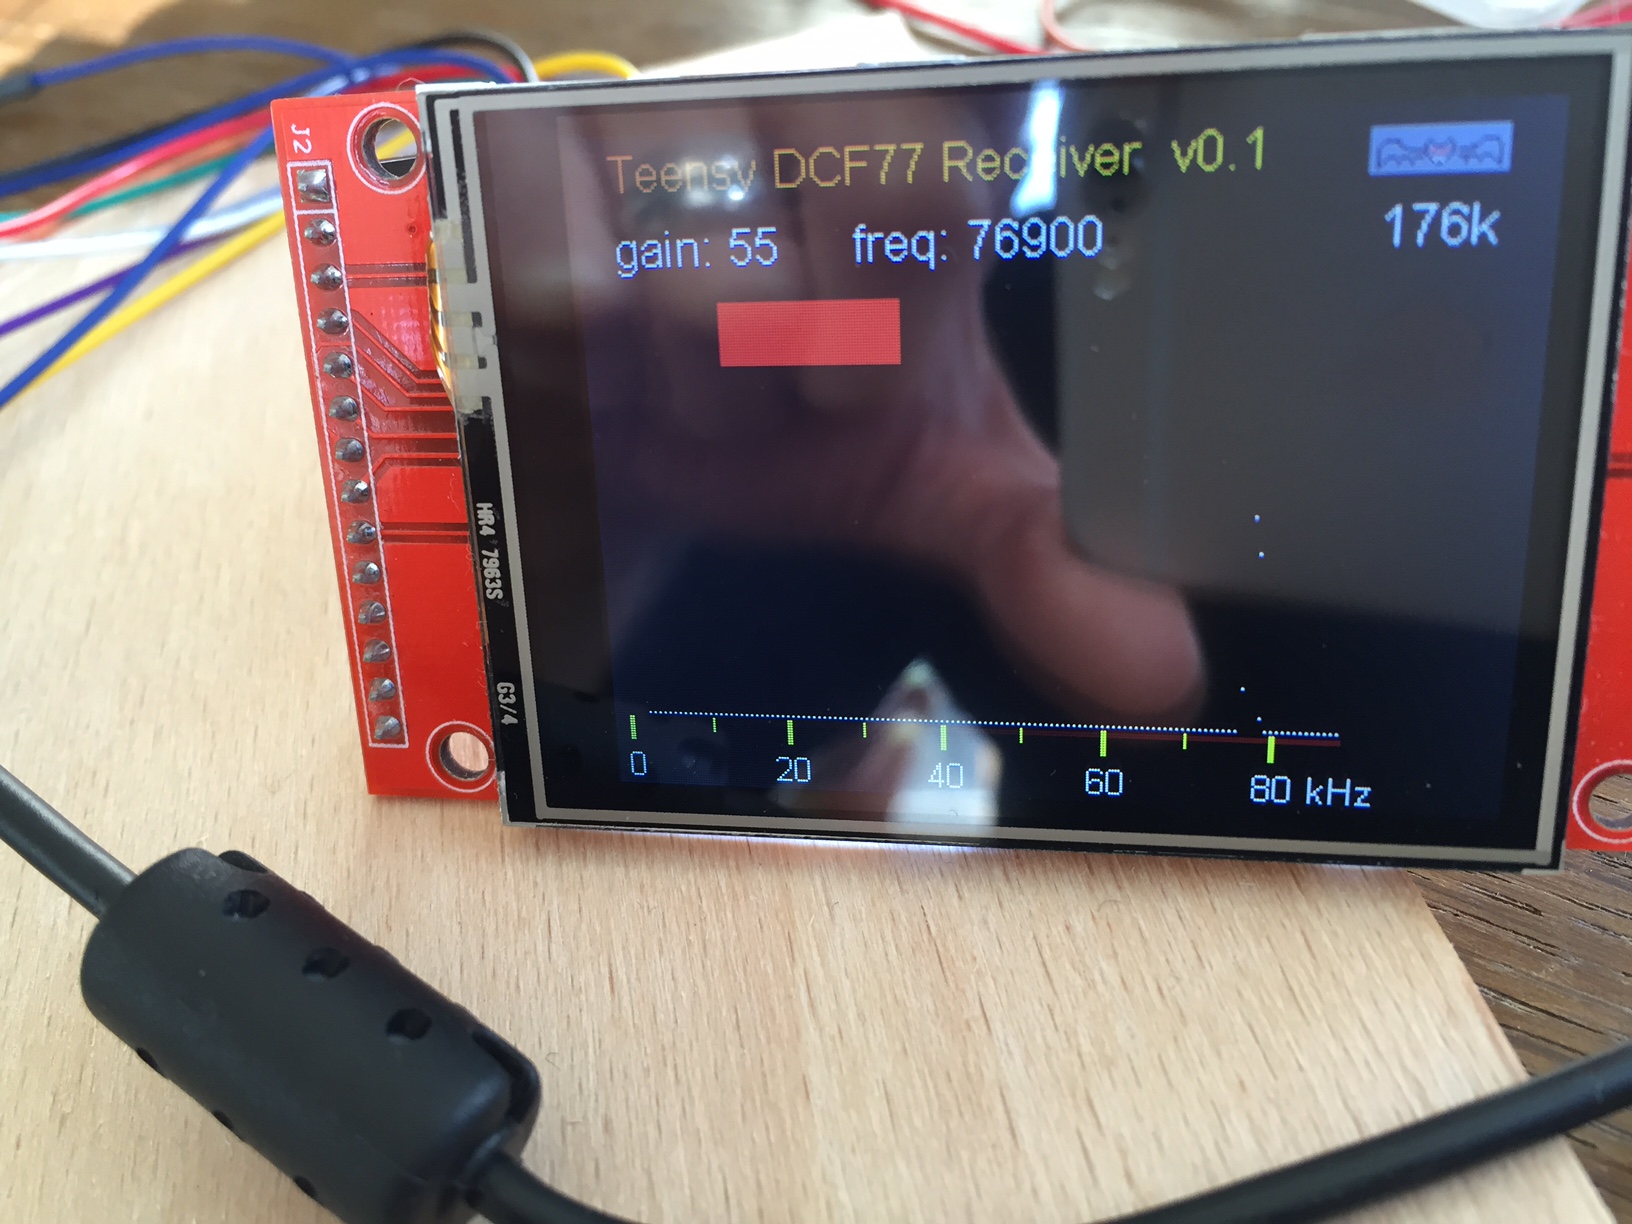 J2
Teensy DCF77 Receiver v0.1
gain: 55 freq: 76900
176k
HR4 7963S
G3/4
0 20 40 60 80 kHz